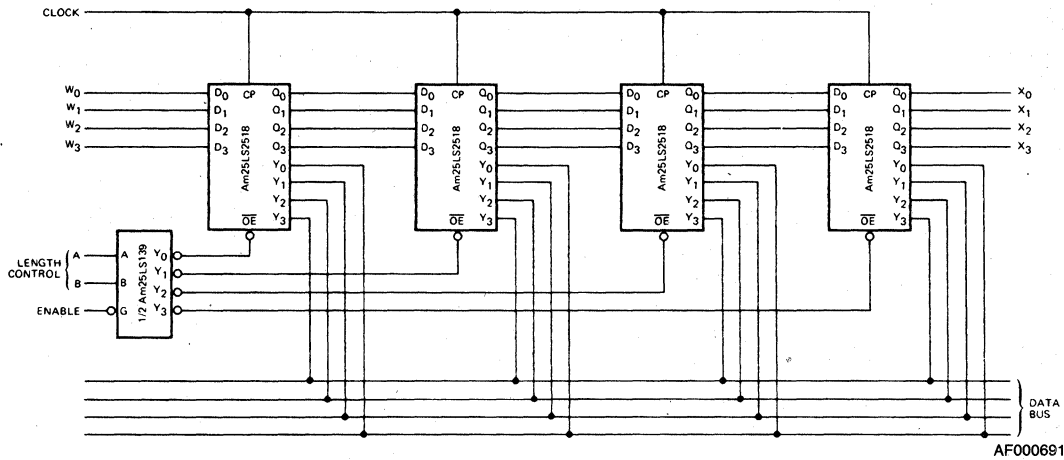 CLOCK
W0
W1
W2
W3
D0 CP Q0
D1 Q1
D2 Q2
D3 Q3
Y0
Y1
Y2
Y3
Am25LS2518
OE
D0 CP Q0
D1 Q1
D2 Q2
D3 Q3
Y0
Y1
Y2
Y3
Am25LS2518
OE
D0 CP Q0
D1 Q1
D2 Q2
D3 Q3
Y0
Y1
Y2
Y3
Am25LS2518
OE
D0 CP Q0
D1 Q1
D2 Q2
D3 Q3
Y0
Y1
Y2
Y3
Am25LS2518
OE
X0
X1
X2
X3
LENGTH
CONTROL
A
B
ENABLE
A Y0
Y1
B Y2
G Y3
1/2 Am25LS139
DATA
BUS
AF000691